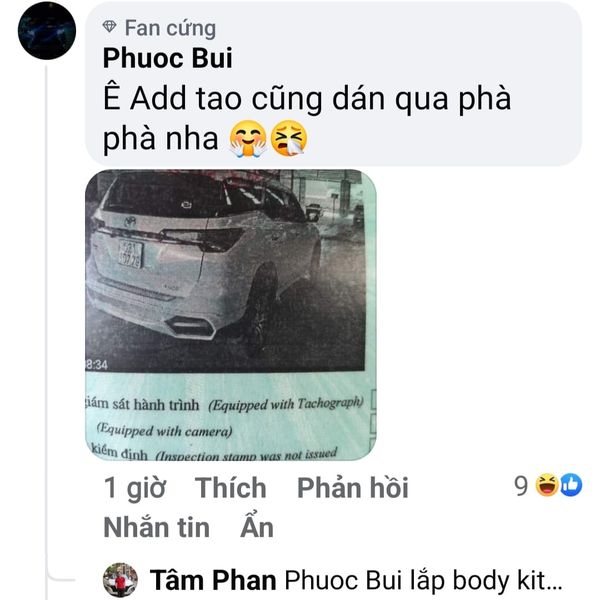 Fan cứng
Phuoc Bui
Ê Add tao cũng dán qua phà
phà nha 🤗🤧
8:34
giám sát hành trình (Equipped with Tachograph)
(Equipped with camera)
kiểm định (Inspection stamp was not issued
1 giờ Thích Phản hồi 9
Nhắn tin Ẩn
Tâm Phan Phuoc Bui lắp body kit...